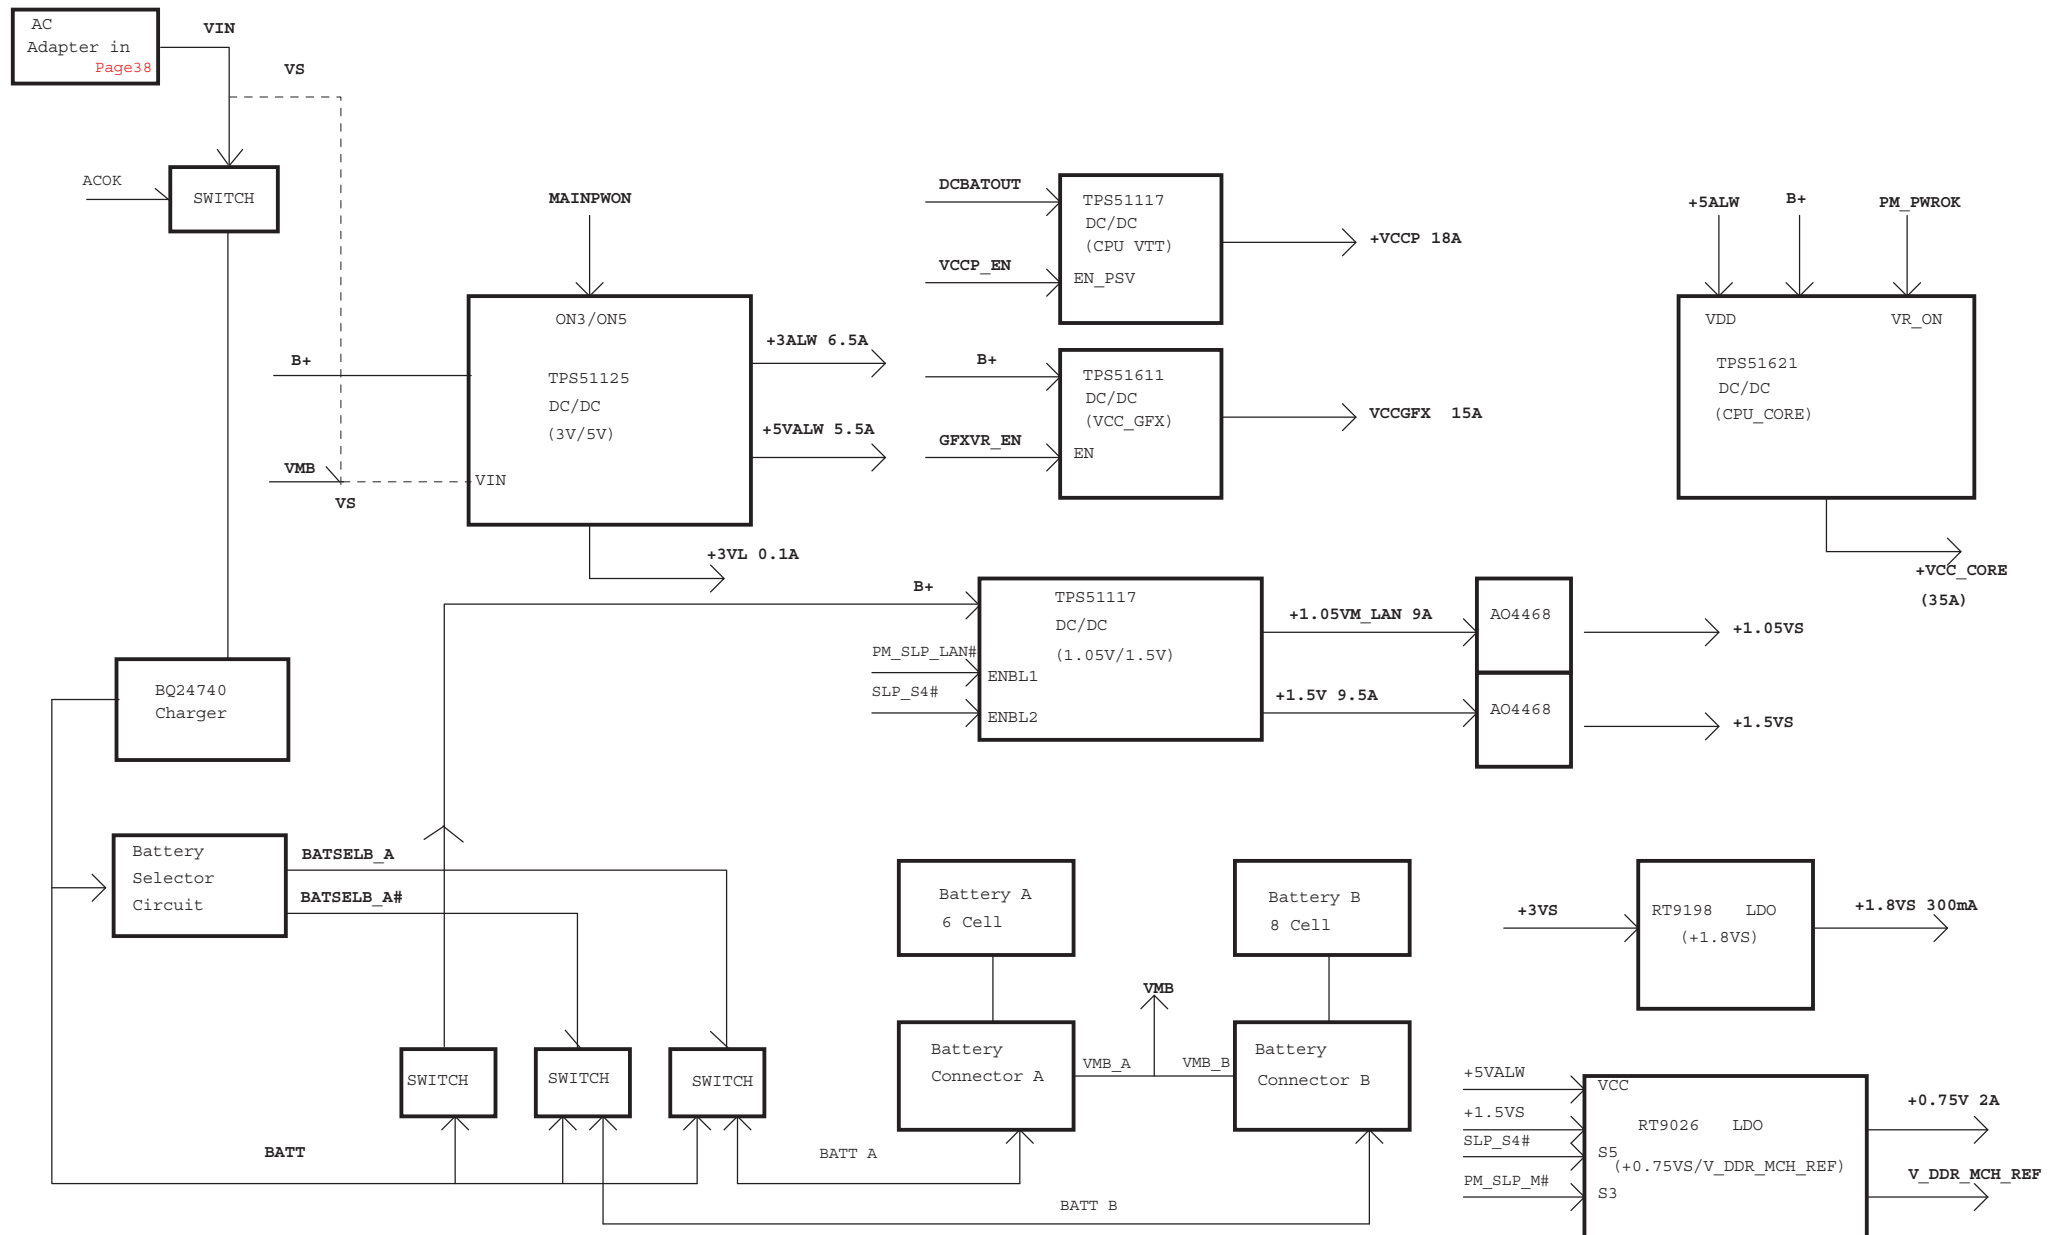 AC
Adapter in
Page38
VIN
VS
ACOK
SWITCH
MAINPWON
ON3/ON5
B+
TPS51125
DC/DC
(3V/5V)
VMB
VS
VIN
+3ALW 6.5A
+5VALW 5.5A
+3VL 0.1A
DCBATOUT
TPS51117
DC/DC
(CPU VTT)
VCCP_EN
EN_PSV
+VCCP 18A
B+
TPS51611
DC/DC
(VCC_GFX)
GFXVR_EN
EN
VCCGFX 15A
+5ALW
B+
PM_PWROK
VDD
VR_ON
TPS51621
DC/DC
(CPU_CORE)
+VCC_CORE
(35A)
B+
TPS51117
DC/DC
(1.05V/1.5V)
PM_SLP_LAN#
ENBL1
SLP_S4#
ENBL2
+1.05VM_LAN 9A
AO4468
+1.05VS
+1.5V 9.5A
AO4468
+1.5VS
BQ24740
Charger
Battery
Selector
Circuit
BATSELB_A
BATSELB_A#
SWITCH
SWITCH
SWITCH
BATT
BATT A
BATT B
Battery A
6 Cell
Battery B
8 Cell
VMB
Battery
Connector A
VMB_A
VMB_B
Battery
Connector B
+3VS
RT9198 LDO
(+1.8VS)
+1.8VS 300mA
+5VALW
VCC
+1.5VS
RT9026 LDO
SLP_S4#
S5
(+0.75VS/V_DDR_MCH_REF)
PM_SLP_M#
S3
+0.75V 2A
V_DDR_MCH_REF